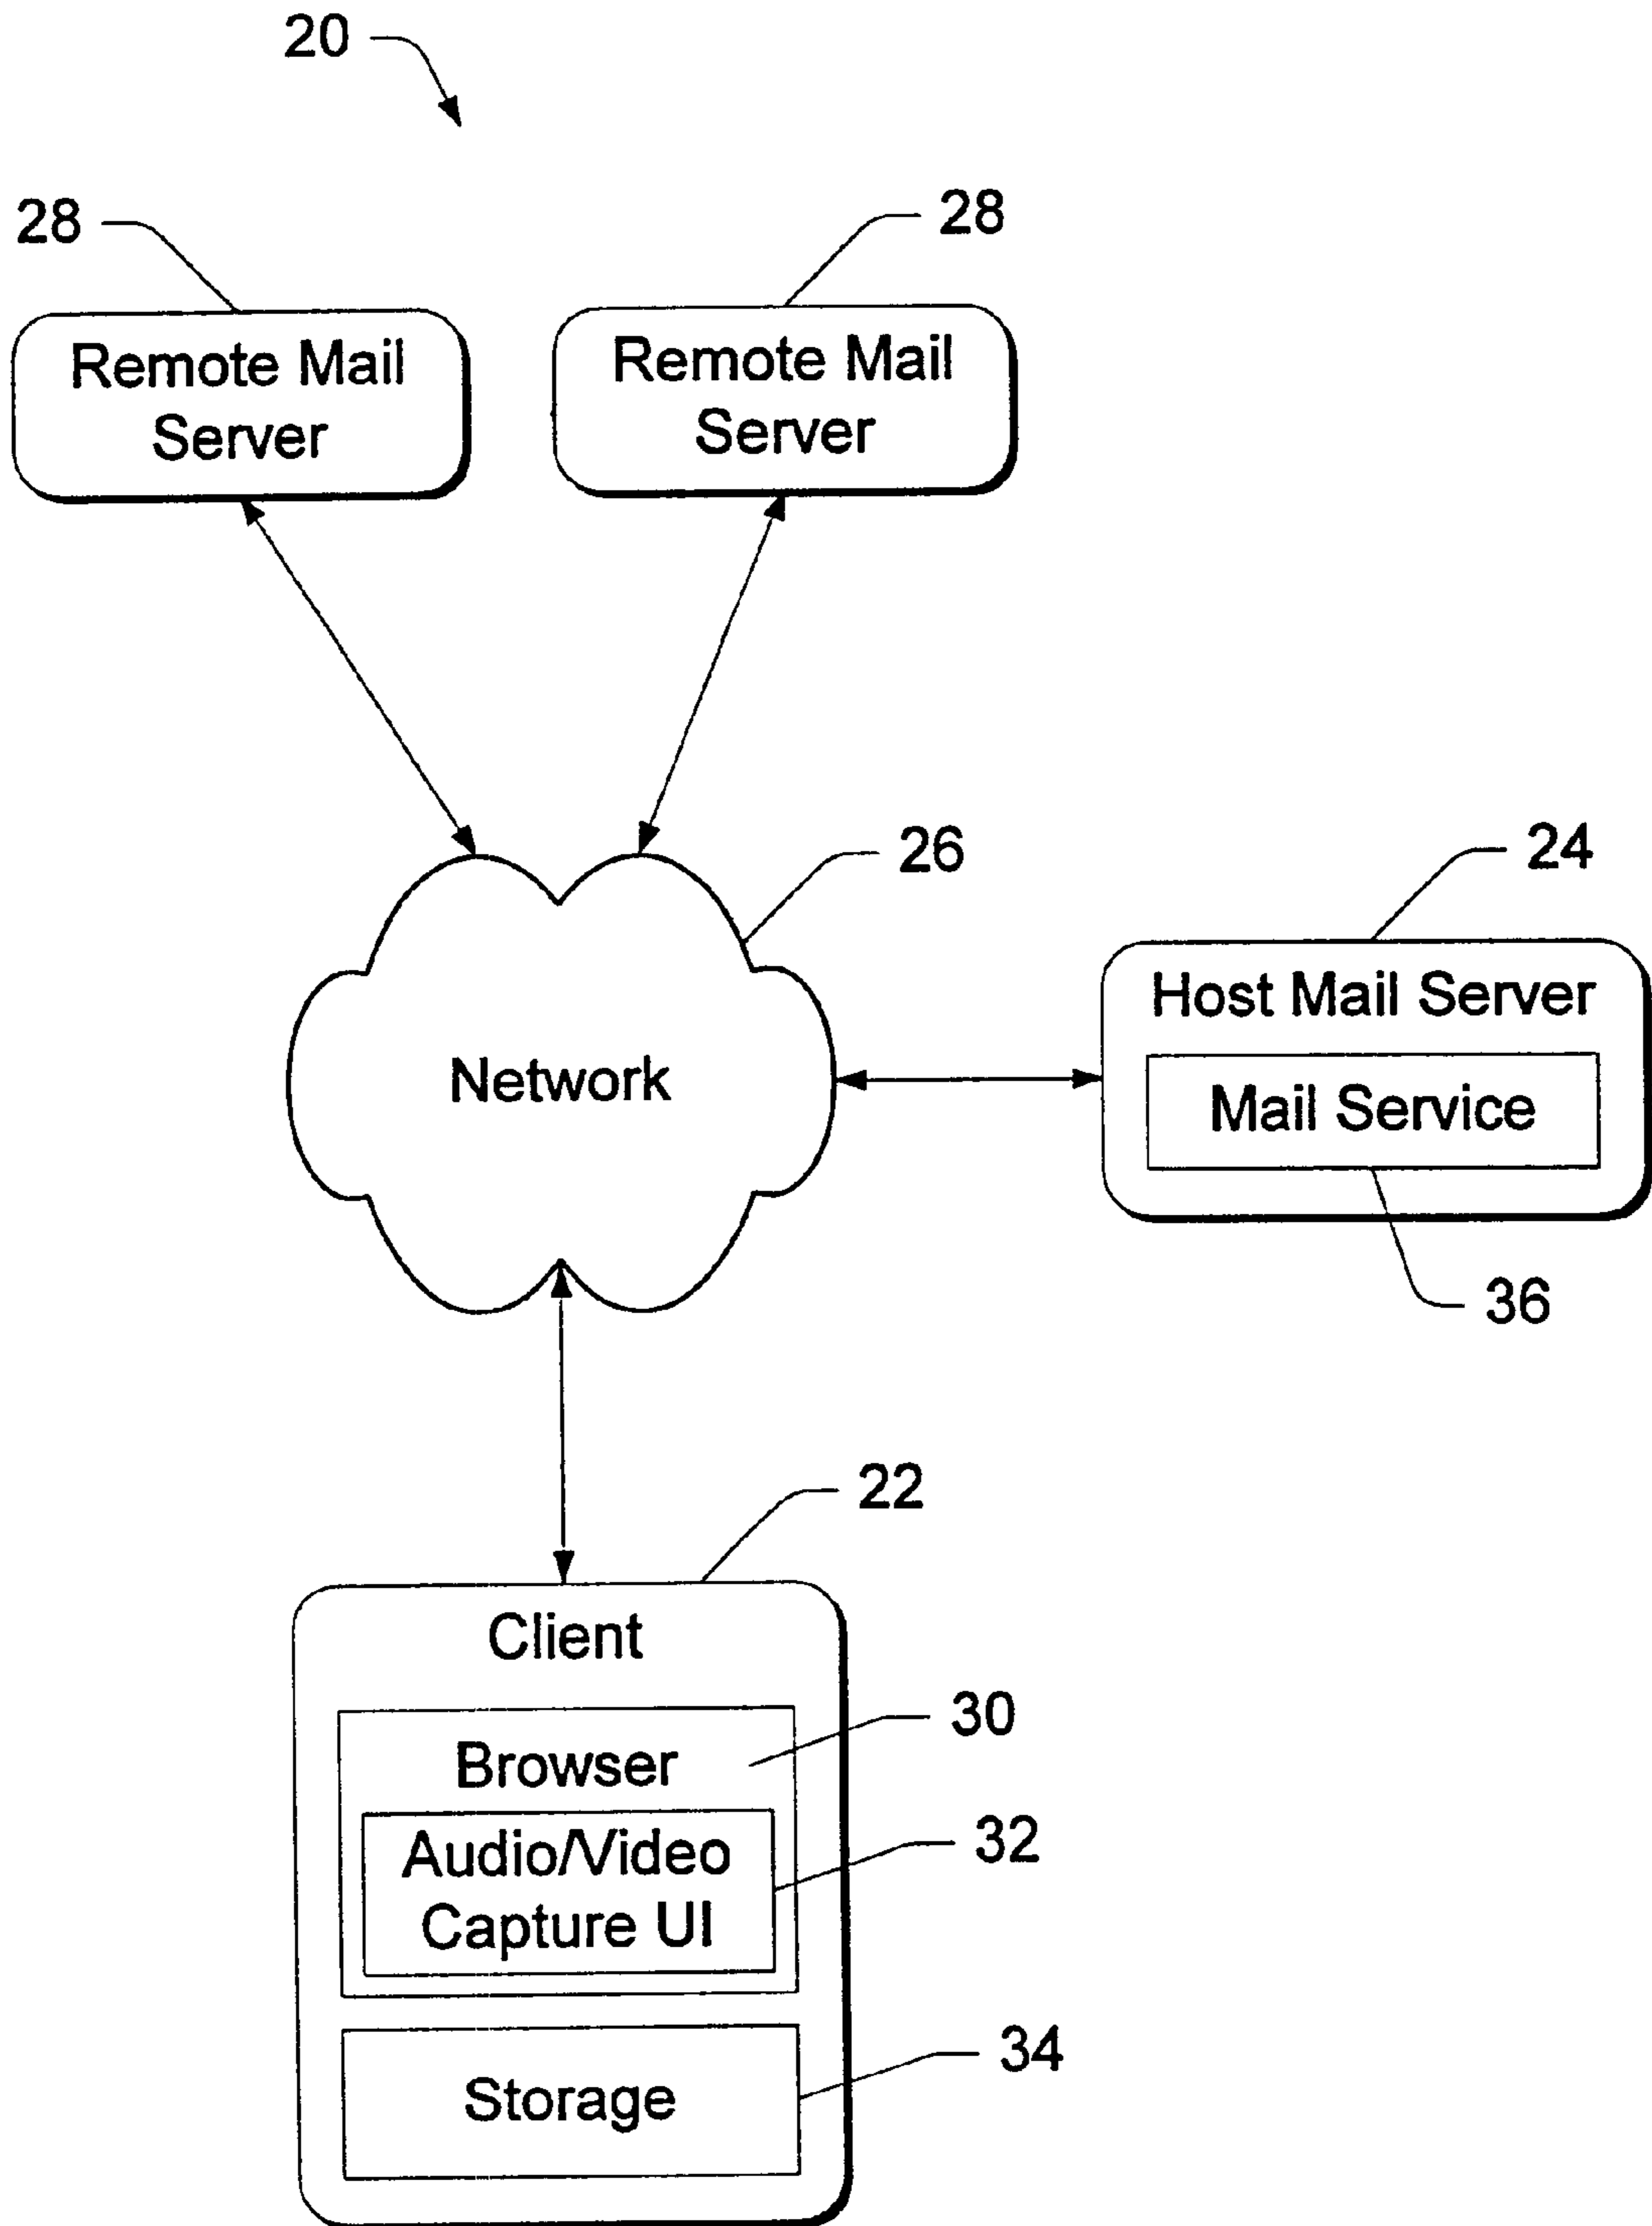 20
28
28
Remote Mail
Server
Remote Mail
Server
26
24
Host Mail Server
Network
Mail Service
36
22
Client
30
Browser
32
Audio/Video
Capture UI
34
Storage